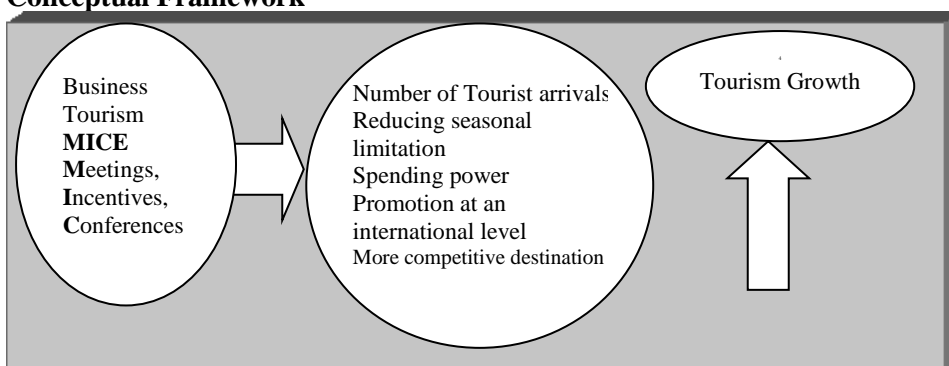 Conceptual Framework
Business
Tourism
MICE
Meetings,
Incentives,
Conferences
Number of Tourist arrivals
Reducing seasonal
limitation
Spending power
Promotion at an
international level
More competitive destination
Tourism Growth